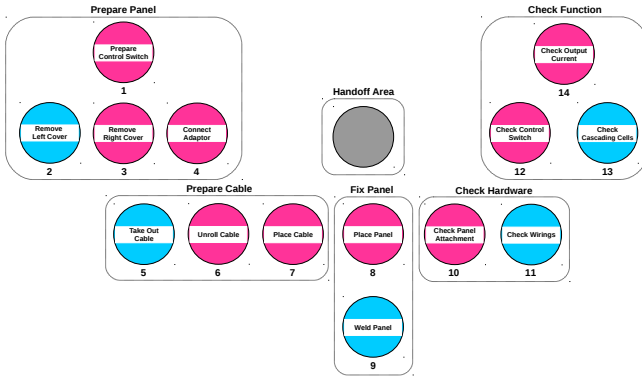 Prepare Panel
Prepare
Control Switch
1
Remove
Left Cover
2
Remove
Right Cover
3
Connect
Adaptor
4
Handoff Area
Check Function
Check Output
Current
14
Check Control
Switch
12
Check
Cascading Cells
13
Prepare Cable
Take Out
Cable
5
Unroll Cable
6
Place Cable
7
Fix Panel
Place Panel
8
Weld Panel
9
Check Hardware
Check Panel
Attachment
10
Check Wirings
11